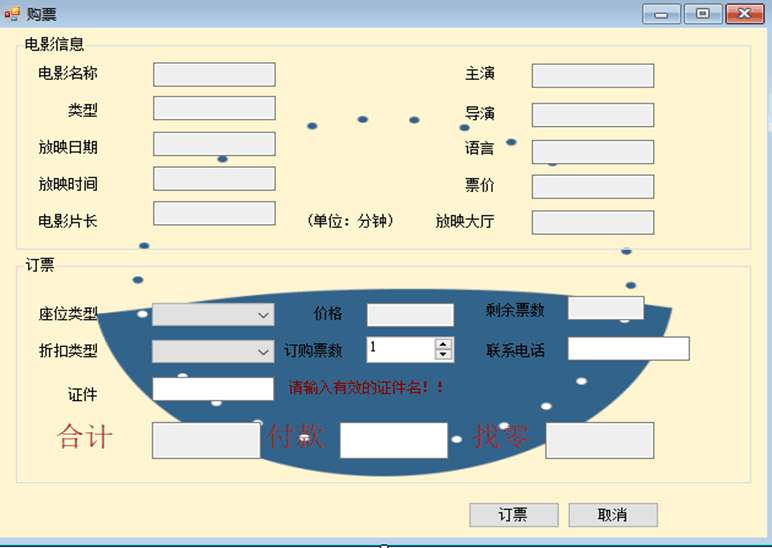 购票
电影信息
电影名称 主演
类型 导演
放映日期 语言
放映时间 票价
电影片长 （单位：分钟） 放映大厅
订票
座位类型 价格 剩余票数
折扣类型 订购票数 1 联系电话
证件 请输入有效的证件名！！
合计 付款 找零
订票 取消